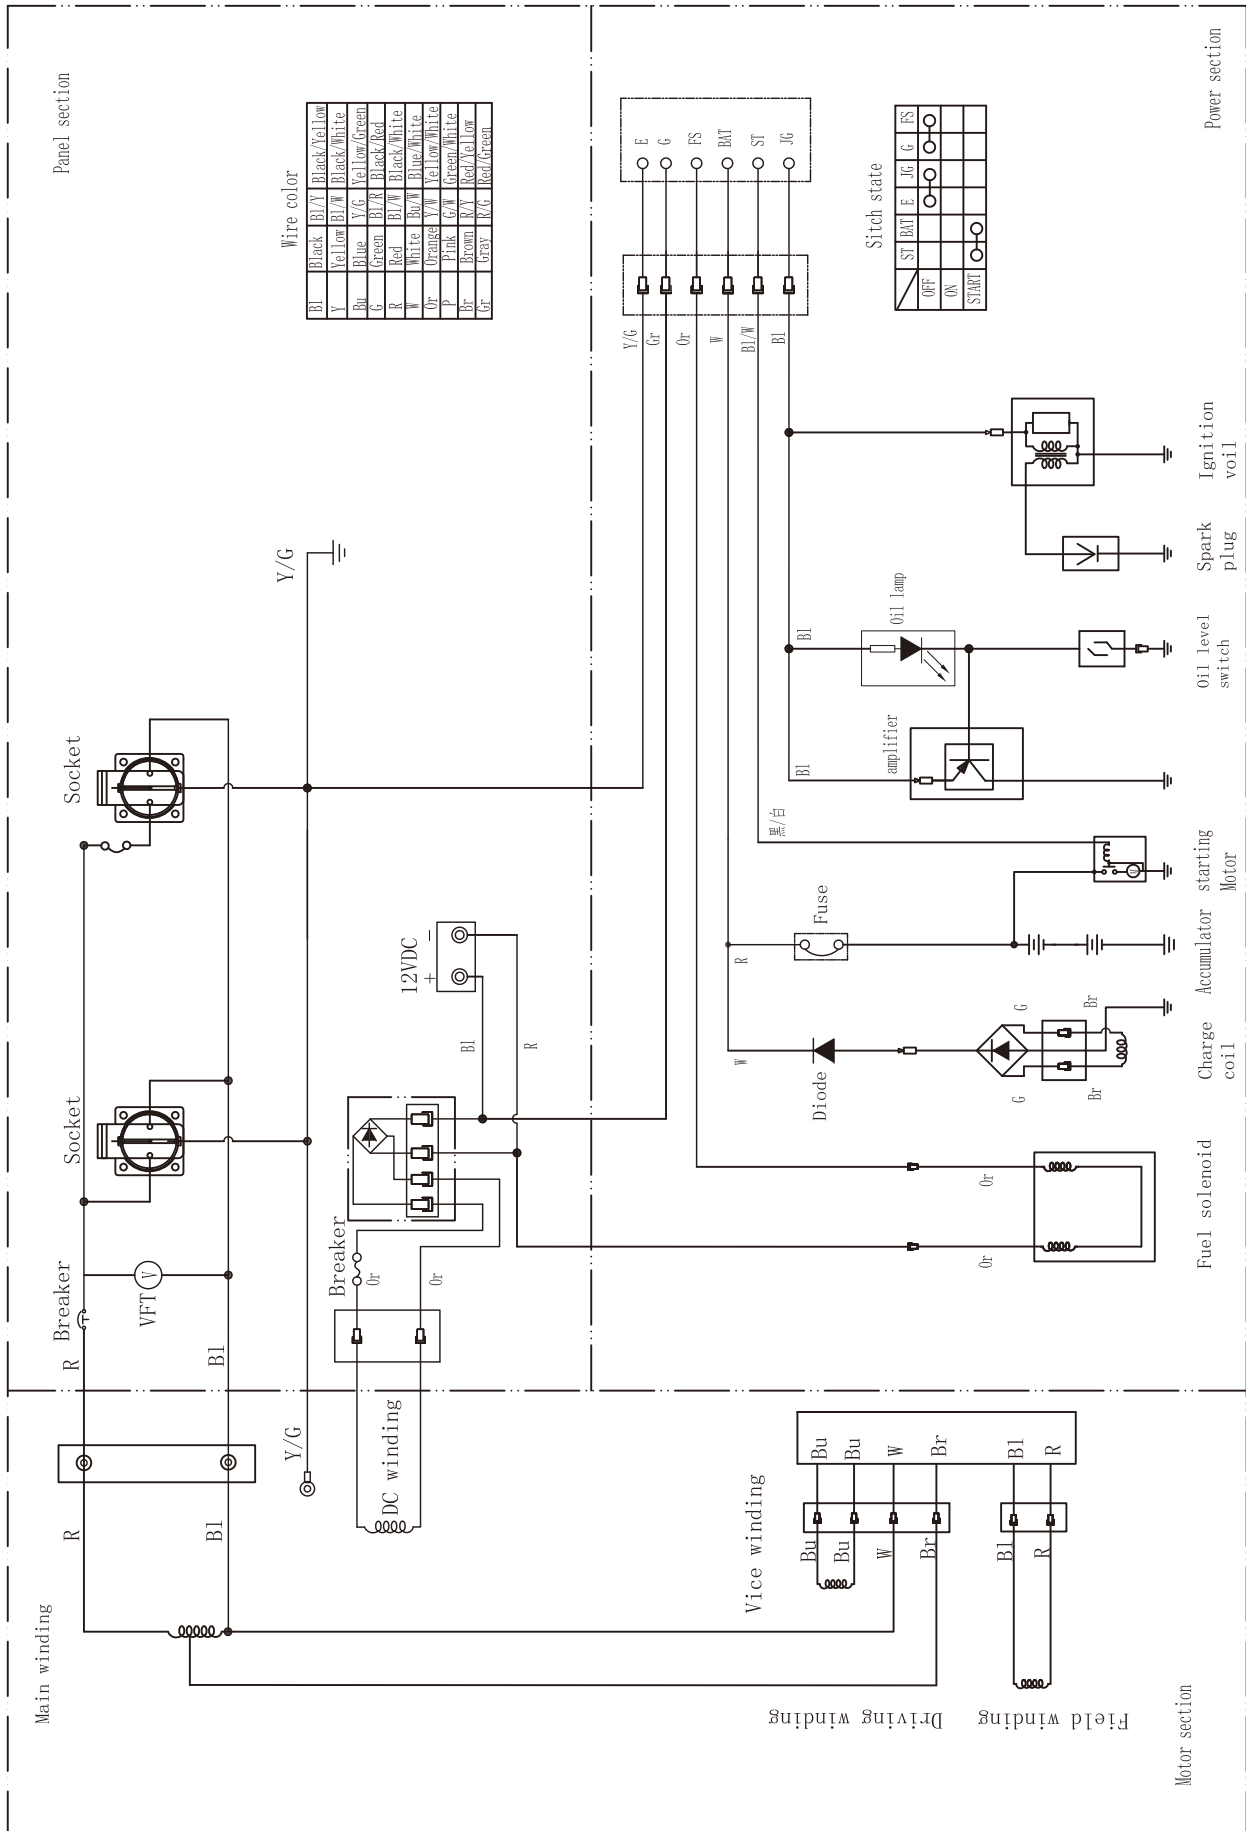 Panel section
Wire color
Bl Black Bl/Y Black/Yellow
Y Yellow Bl/W Black/White
Bu Blue Y/G Yellow/Green
G Green Bl/R Black/Red
R Red Bl/W Black/White
W White Bu/W Blue/White
Or Orange Y/W Yellow/White
P Pink G/W Green/White
Br Brown R/Y Red/Yellow
Gr Gray R/G Red/Green
Socket
Socket
Breaker
R
VFT
V
Bl
Y/G
12VDC
+ -
Bl
R
Breaker
Or
Or
Power section
E
G
FS
BAT
ST
JG
Y/G
Gr
Or
W
Bl/W
Bl
Sitch state
ST BAT E JG G FS
OFF
ON
START
Bl
Oil lamp
Bl
amplifier
黑/白
Fuse
R
W
Diode
G
G
Br
Br
Or
Or
Fuel solenoid
Charge
coil
Accumulator
starting
Motor
Oil level
switch
Spark
plug
Ignition
voil
Main winding
R
Bl
Y/G
DC winding
Vice winding
Bu
Bu
W
Br
Bl
R
Bu
Bu
W
Br
Bl
R
Driving winding
Field winding
Motor section